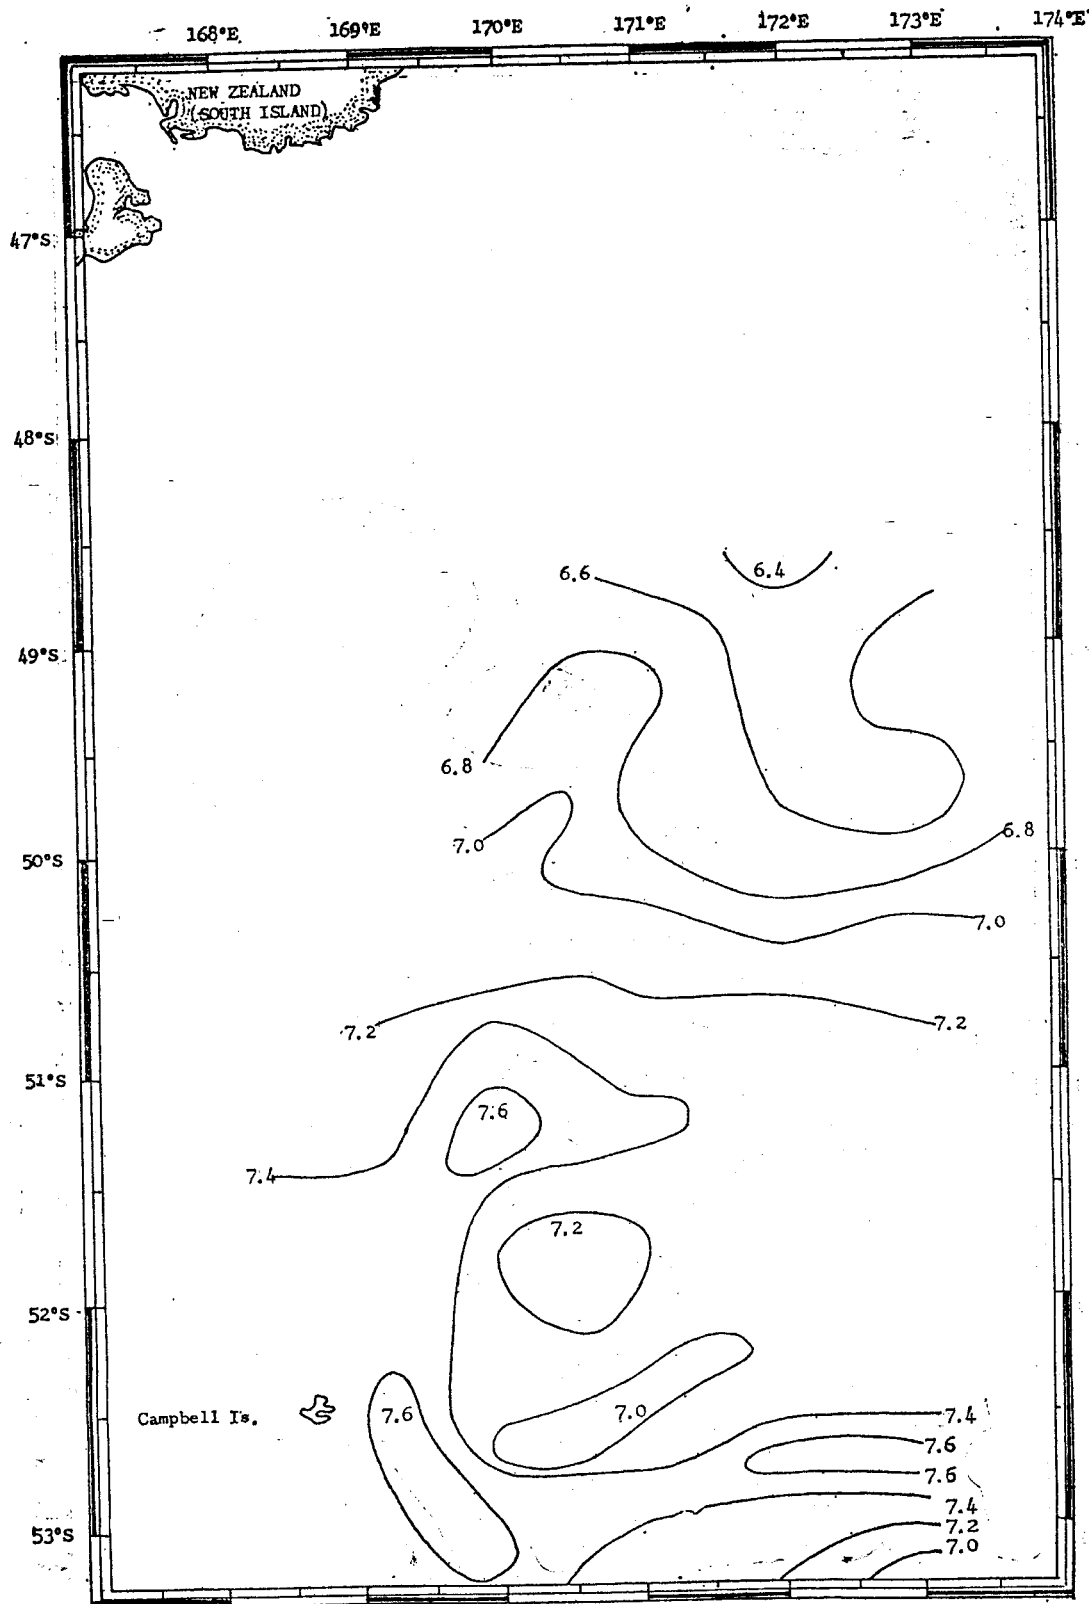 168°E 169°E 170°E 171°E 172°E 173°E 174°E
NEW ZEALAND
(SOUTH ISLAND)
47°S
48°S
6.6
6.4
49°S
6.8
7.0
6.8
50°S
7.0
7.2
7.2
51°S
7.6
7.4
7.2
52°S
Campbell Is.
7.6
7.0
7.4
7.6
7.6
7.4
53°S
7.2
7.0